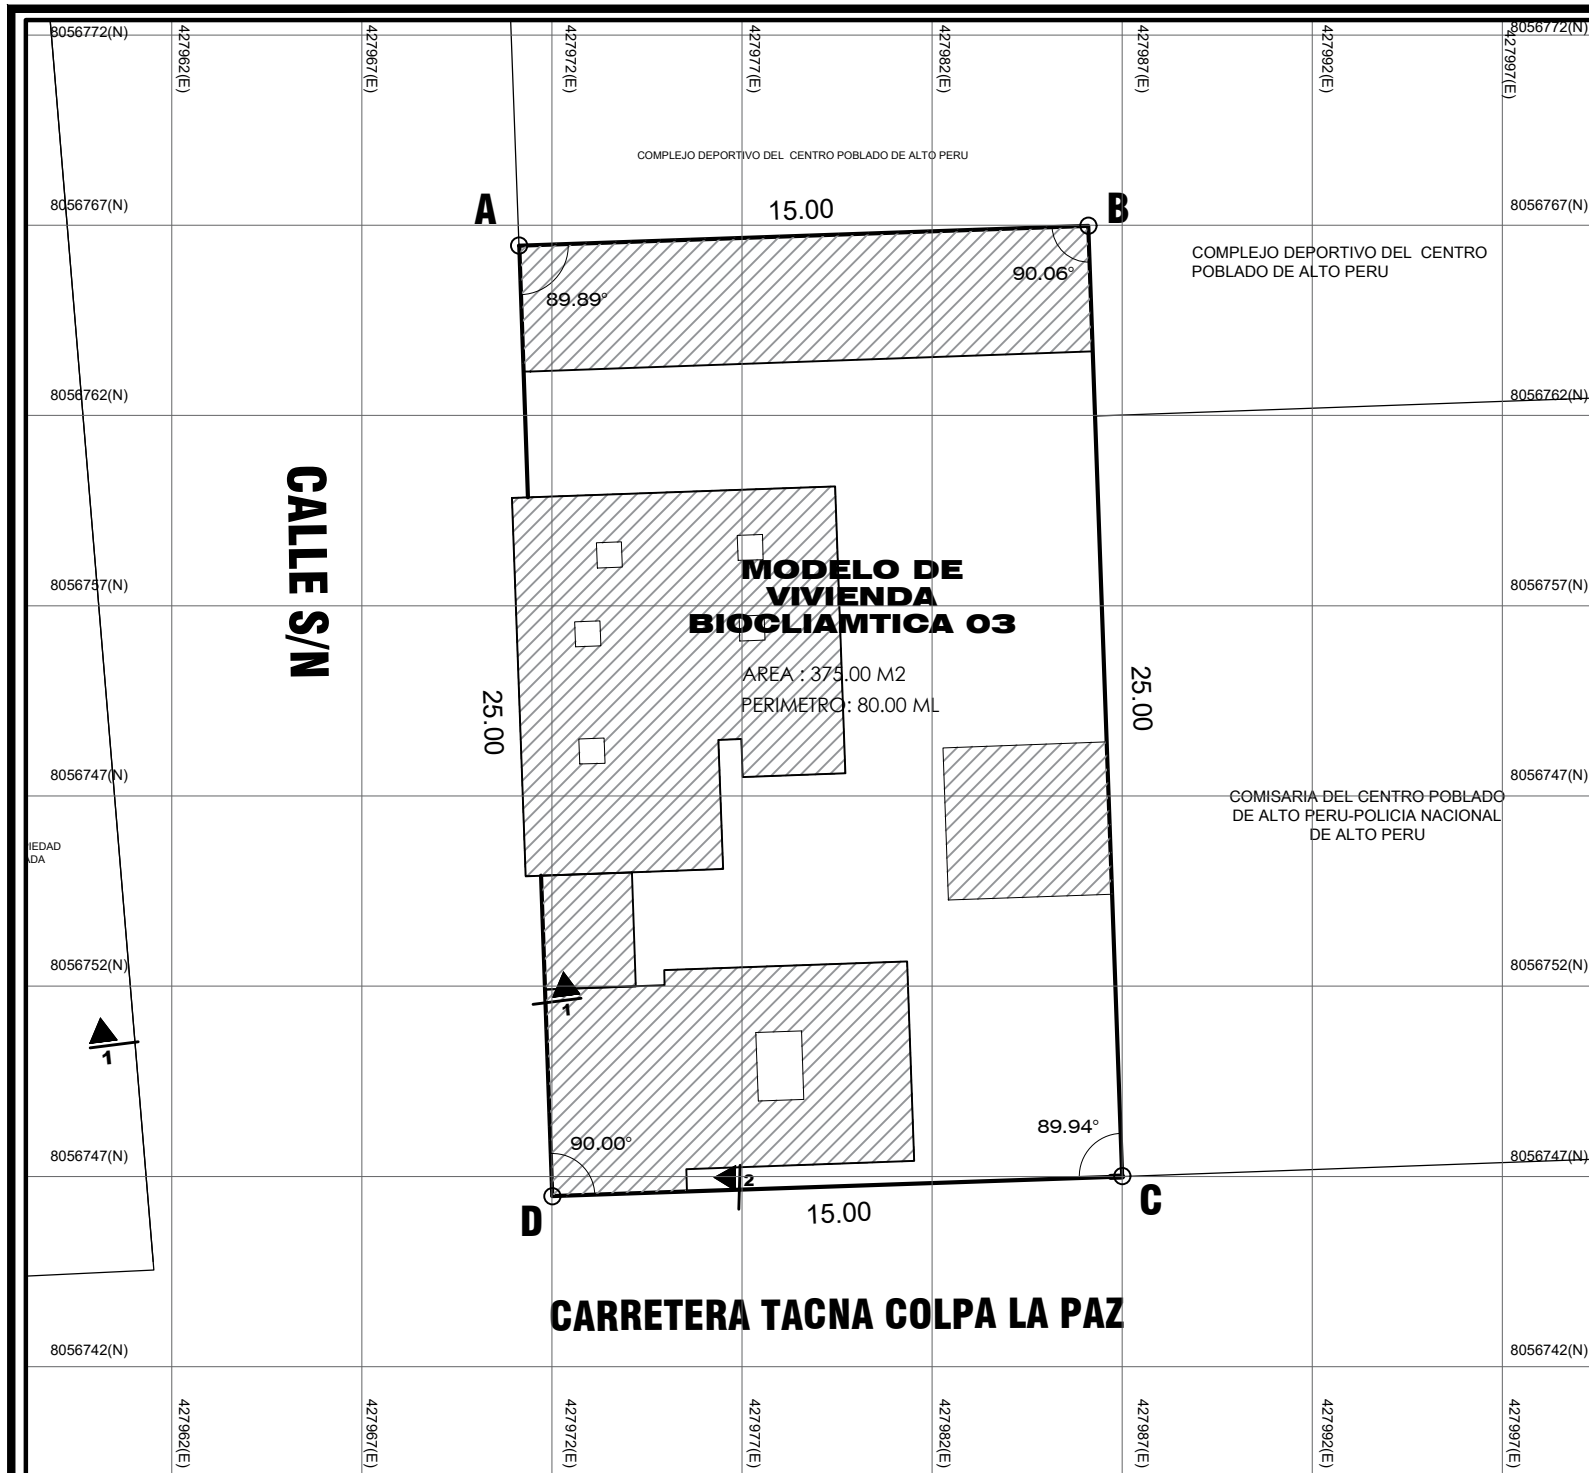 8056772(N)
8056772(N)
427962(E)
427967(E)
427972(E)
427977(E)
427982(E)
427987(E)
427992(E)
427997(E)
COMPLEJO DEPORTIVO DEL CENTRO POBLADO DE ALTO PERU
8056767(N)
8056767(N)
A
15.00
B
COMPLEJO DEPORTIVO DEL CENTRO
POBLADO DE ALTO PERU
89.89°
90.06°
8056762(N)
8056762(N)
CALLE S/N
MODELO DE
VIVIENDA
BIOCLIAMTICA 03
8056757(N)
8056757(N)
AREA : 375.00 M2
PERIMETRO: 80.00 ML
25.00
25.00
8056747(N)
8056747(N)
COMISARIA DEL CENTRO POBLADO
DE ALTO PERU-POLICIA NACIONAL
DE ALTO PERU
IEDAD
ADA
8056752(N)
8056752(N)
1
1
90.00°
89.94°
8056747(N)
8056747(N)
2
D
15.00
C
CARRETERA TACNA COLPA LA PAZ
8056742(N)
8056742(N)
427962(E)
427967(E)
427972(E)
427977(E)
427982(E)
427987(E)
427992(E)
427997(E)